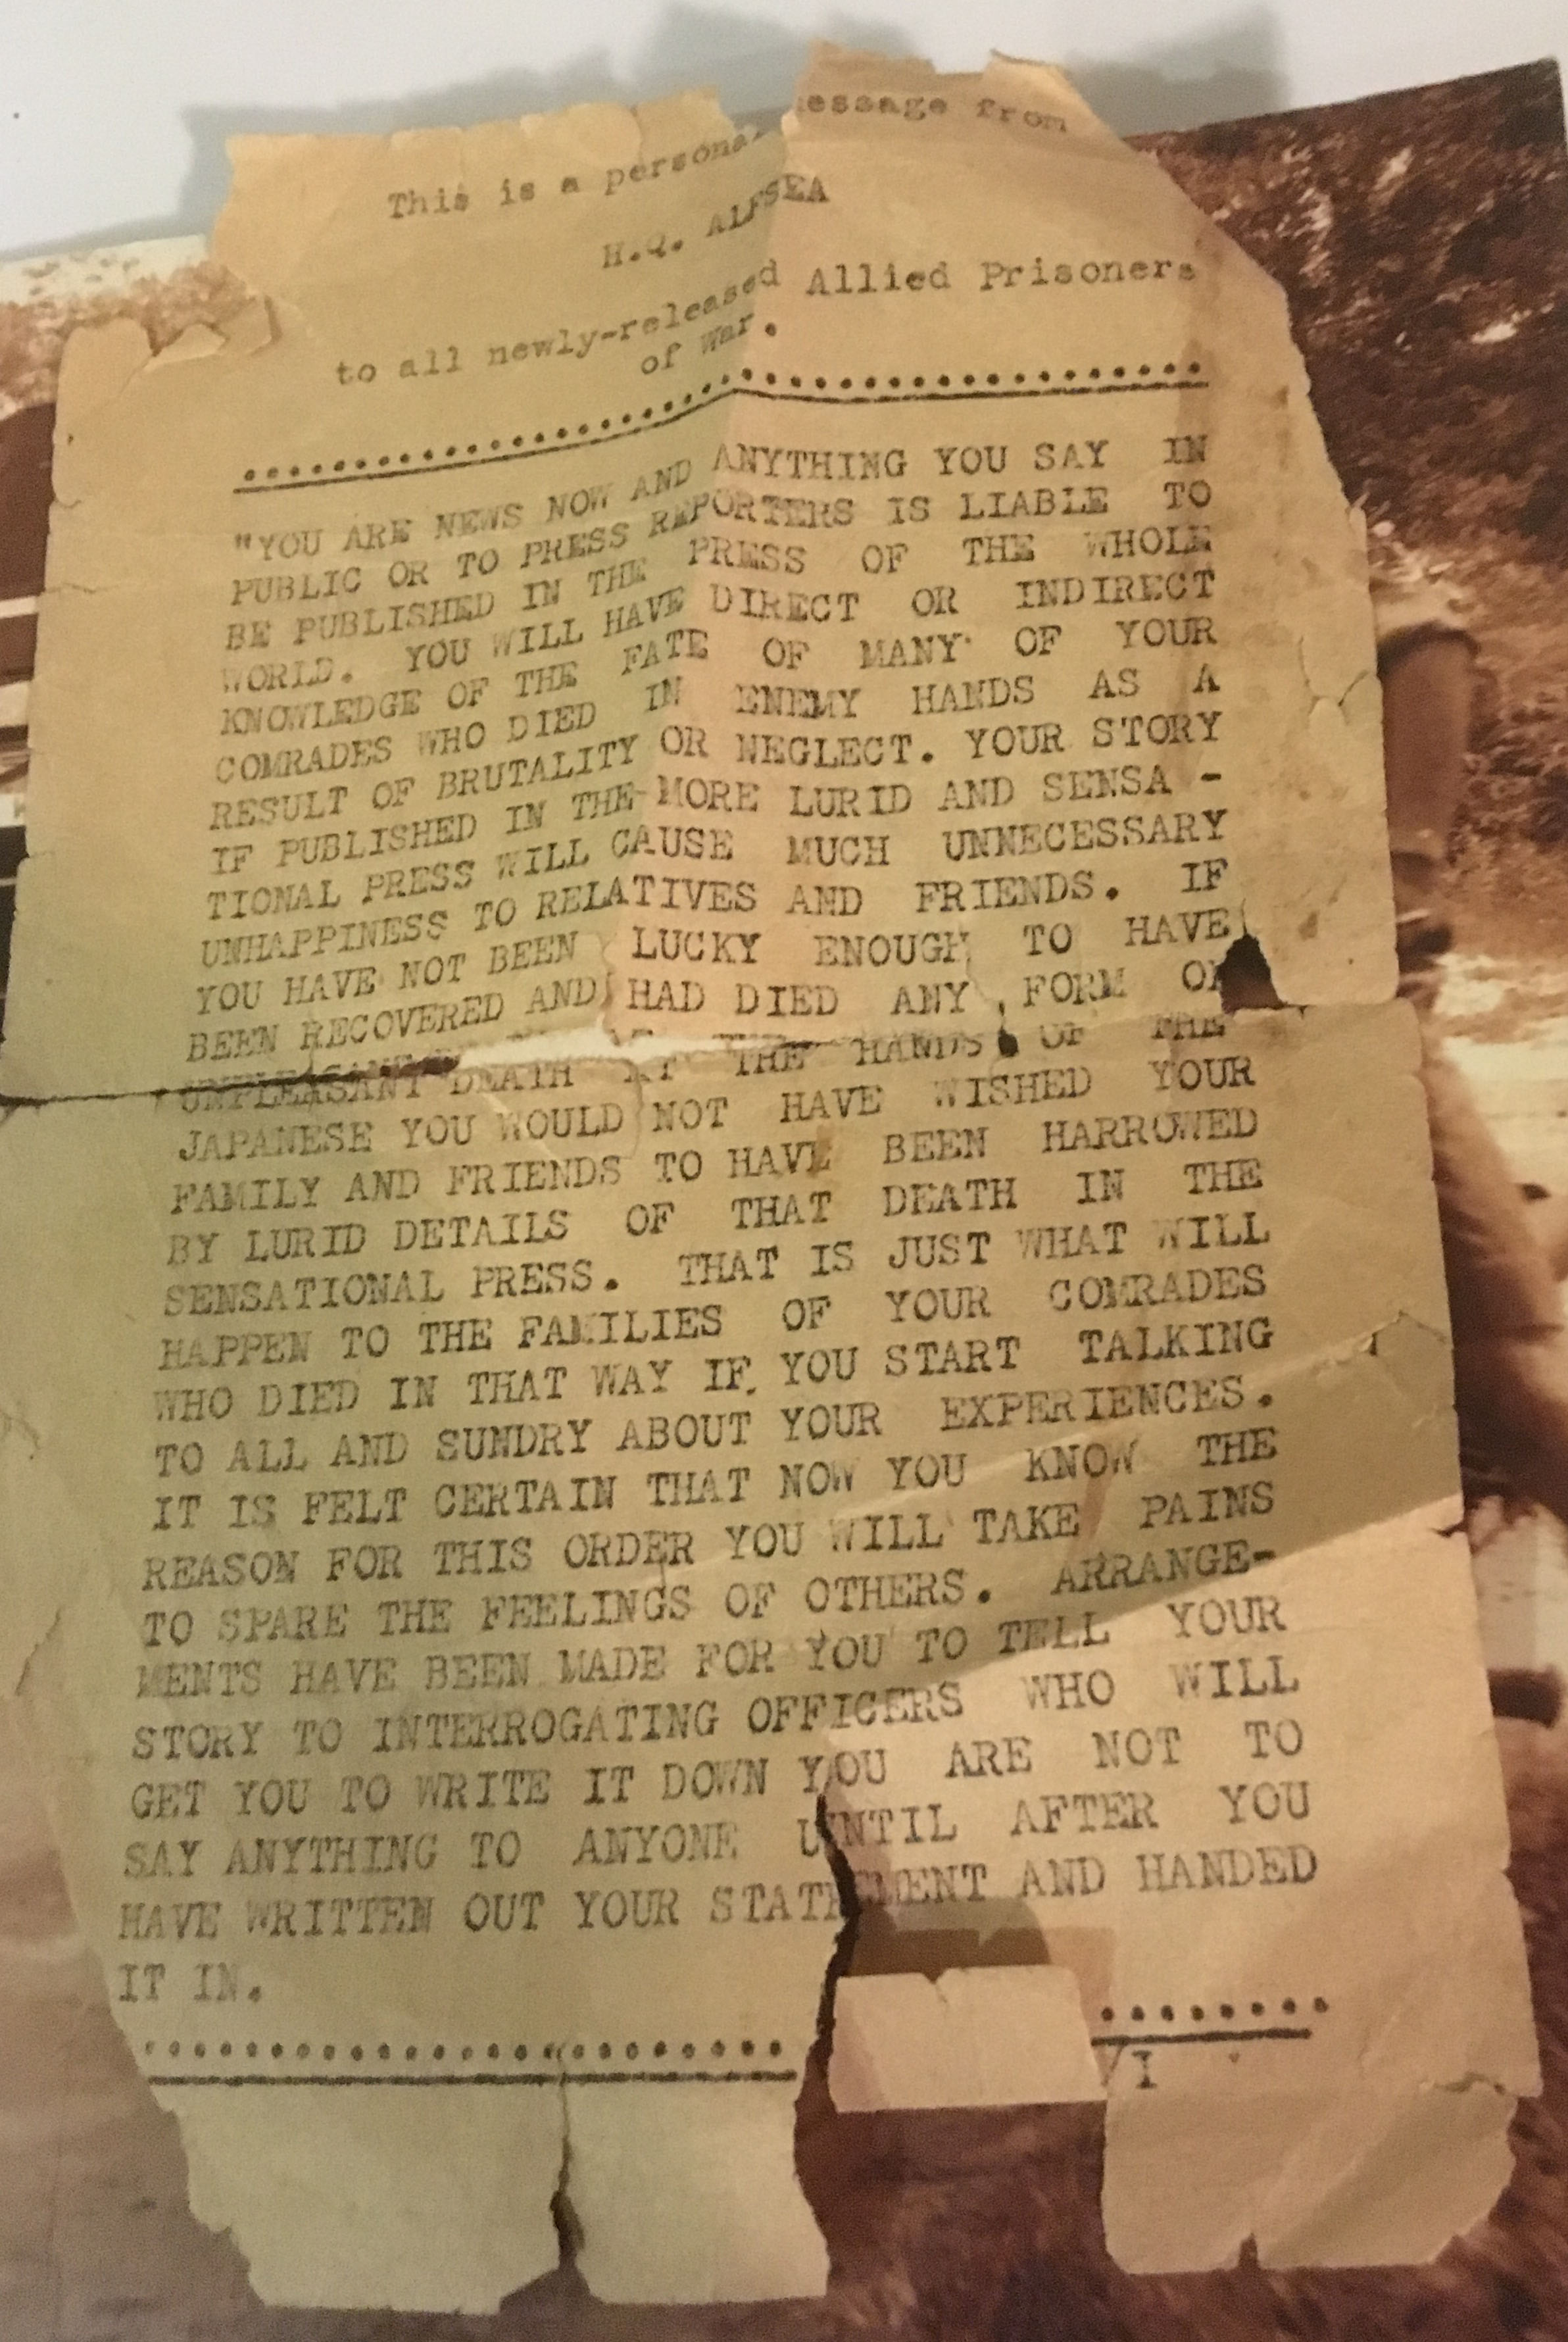 This is a personal message from
H.Q. ALFSEA
to all newly-released Allied Prisoners
of War.
"YOU ARE NEWS NOW AND ANYTHING YOU SAY IN
PUBLIC OR TO PRESS REPORTERS IS LIABLE TO
BE PUBLISHED IN THE PRESS OF THE WHOLE
WORLD. YOU WILL HAVE DIRECT OR INDIRECT
KNOWLEDGE OF THE FATE OF MANY OF YOUR
COMRADES WHO DIED IN ENEMY HANDS AS A
RESULT OF BRUTALITY OR NEGLECT. YOUR STORY
IF PUBLISHED IN THE MORE LURID AND SENSA -
TIONAL PRESS WILL CAUSE MUCH UNNECESSARY
UNHAPPINESS TO RELATIVES AND FRIENDS. IF
YOU HAVE NOT BEEN LUCKY ENOUGH TO HAVE
BEEN RECOVERED AND HAD DIED ANY FORM OF
UNPLEASANT DEATH AT THE HANDS OF THE
JAPANESE YOU WOULD NOT HAVE WISHED YOUR
FAMILY AND FRIENDS TO HAVE BEEN HARROWED
BY LURID DETAILS OF THAT DEATH IN THE
SENSATIONAL PRESS. THAT IS JUST WHAT WILL
HAPPEN TO THE FAMILIES OF YOUR COMRADES
WHO DIED IN THAT WAY IF YOU START TALKING
TO ALL AND SUNDRY ABOUT YOUR EXPERIENCES.
IT IS FELT CERTAIN THAT NOW YOU KNOW THE
REASON FOR THIS ORDER YOU WILL TAKE PAINS
TO SPARE THE FEELINGS OF OTHERS. ARRANGE-
MENTS HAVE BEEN MADE FOR YOU TO TELL YOUR
STORY TO INTERROGATING OFFICERS WHO WILL
GET YOU TO WRITE IT DOWN YOU ARE NOT TO
SAY ANYTHING TO ANYONE UNTIL AFTER YOU
HAVE WRITTEN OUT YOUR STATEMENT AND HANDED
IT IN.